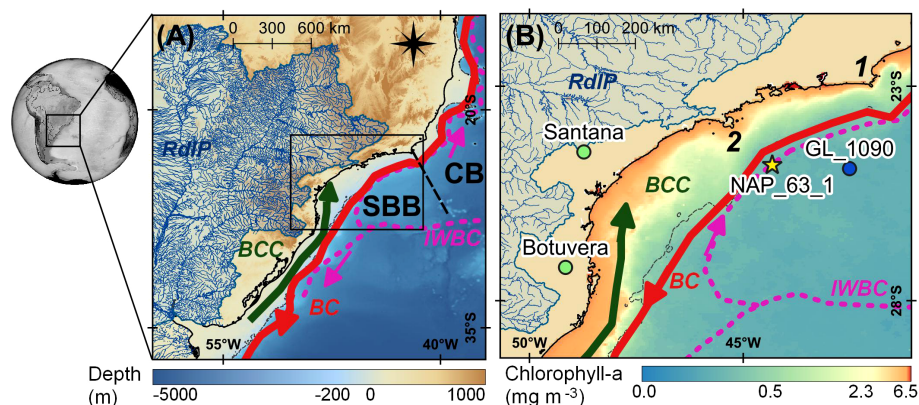 (A)
0 300 600 km
RdlP
20°S
CB
SBB
BCC
IWBC
BC
35°S
55°W
40°W
Depth
(m)
-5000
-200
0
1000
(B)
0 100 200 km
1
RdlP
23°S
Santana
2
GL_1090
NAP_63_1
BCC
Botuvera
BC
IWBC
28°S
50°W
45°W
Chlorophyll-a
(mg m⁻³)
0.0
0.5
2.3
6.5